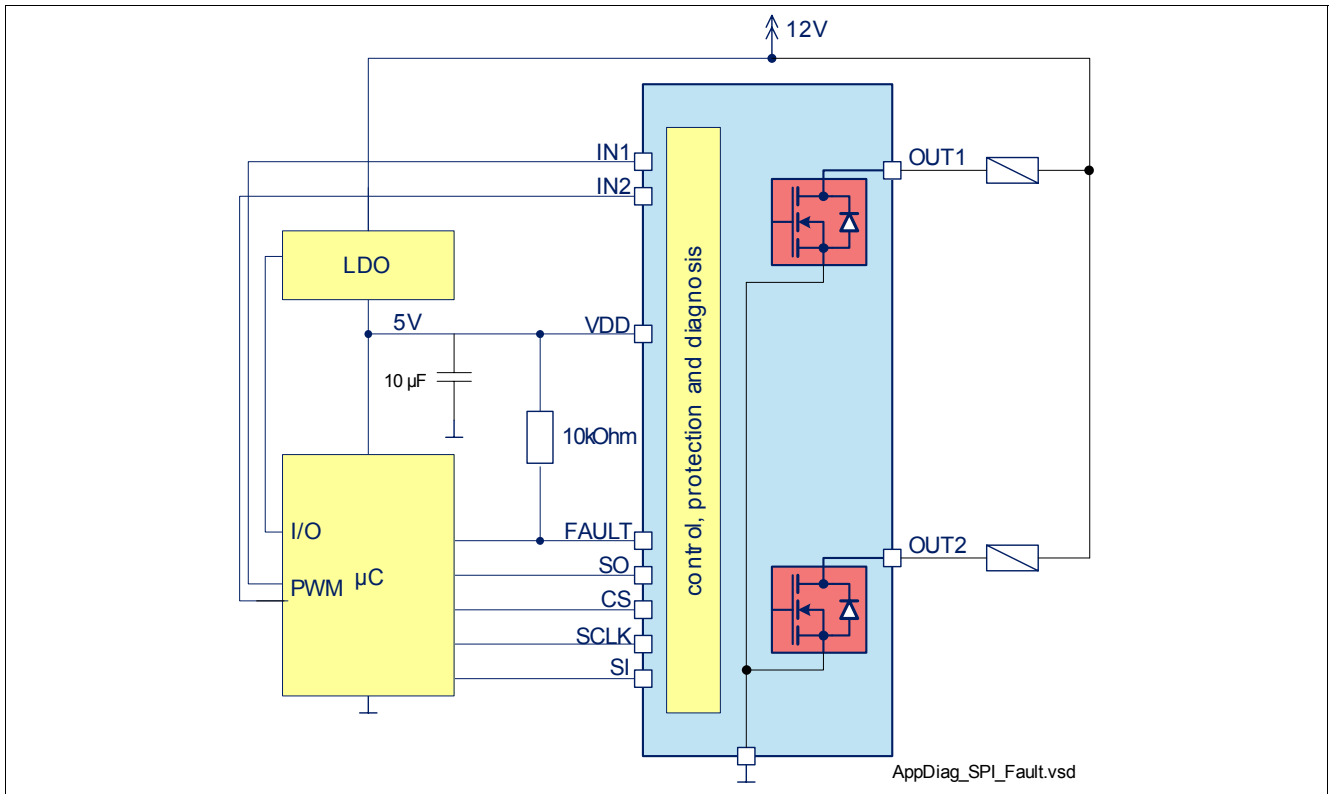 12V
IN1
OUT1
IN2
LDO
5V
VDD
10 µF
10kOhm
control, protection and diagnosis
I/O
FAULT
OUT2
SO
PWM
µC
CS
SCLK
SI
AppDiag_SPI_Fault.vsd